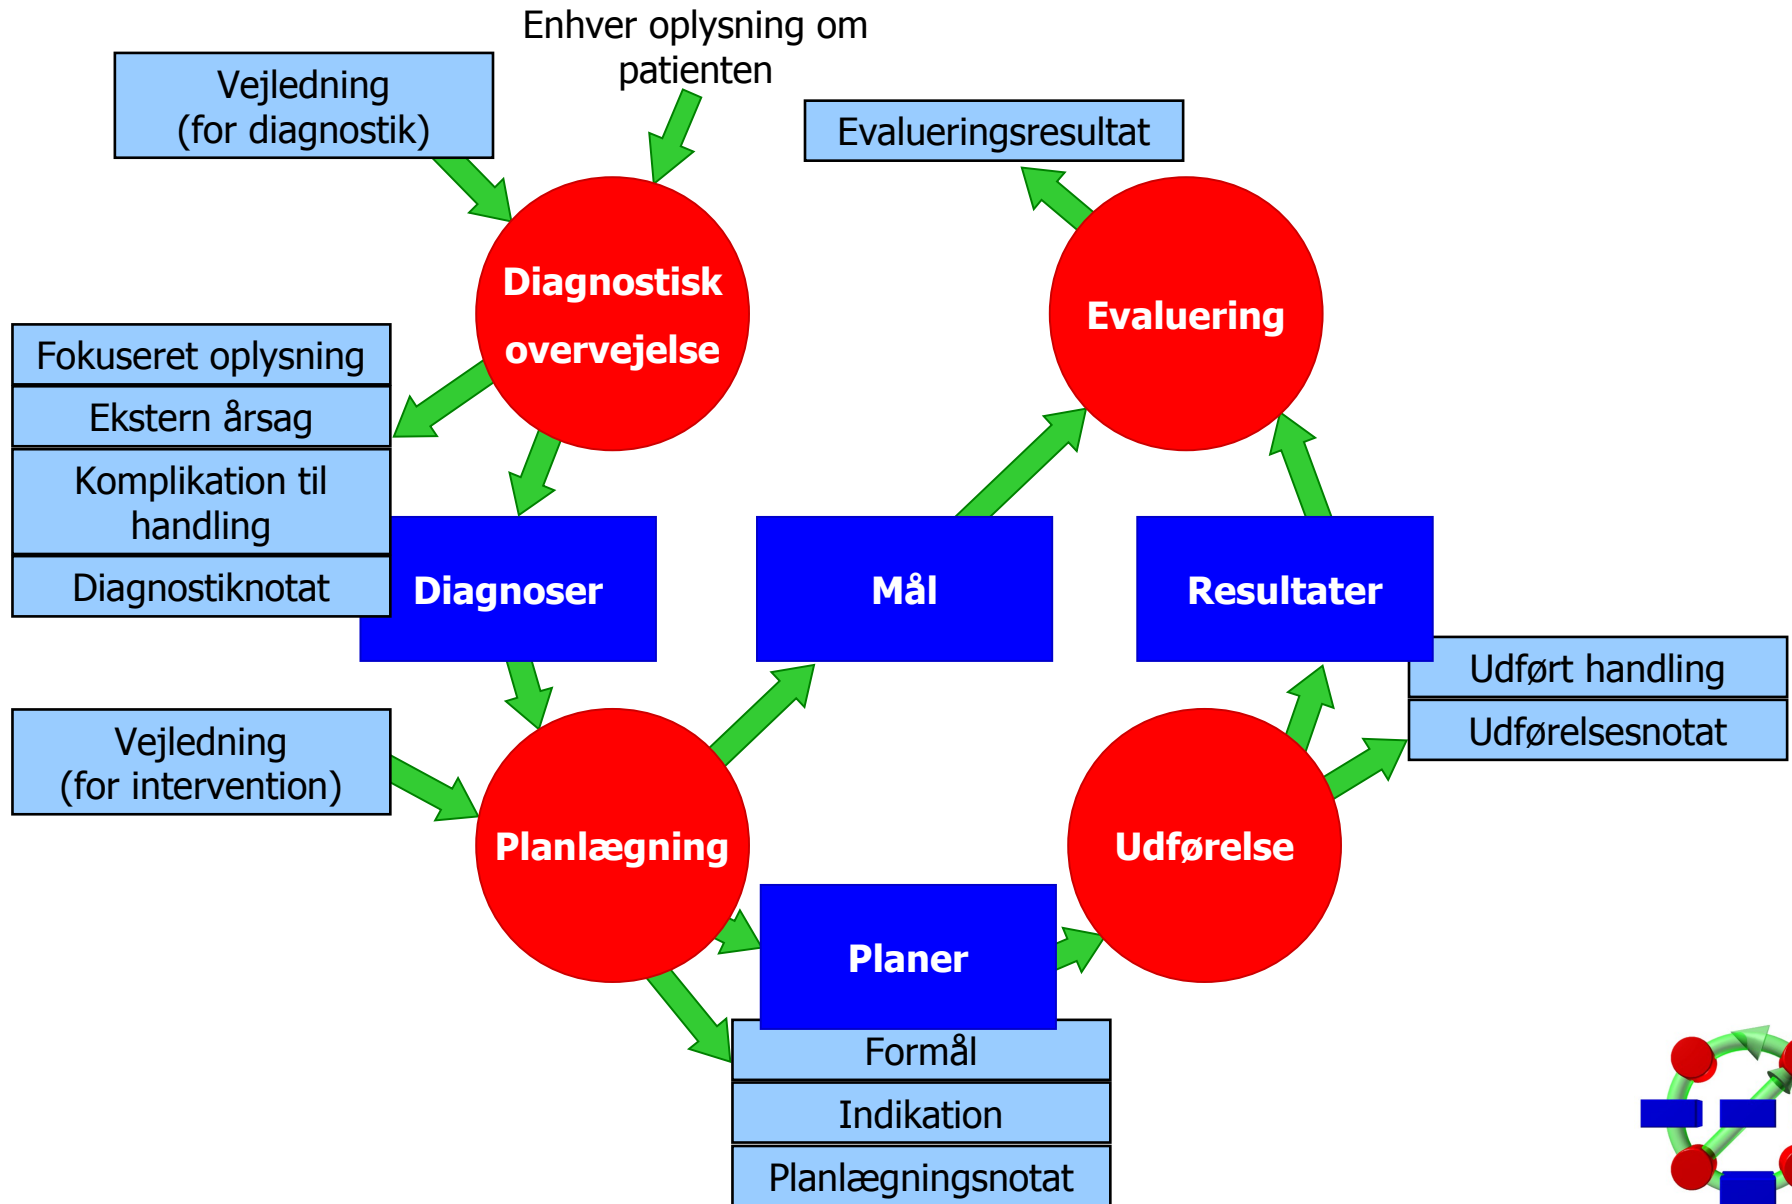 Enhver oplysning om
patienten
Vejledning
(for diagnostik)
Evalueringsresultat
Diagnostisk
overvejelse
Evaluering
Fokuseret oplysning
Ekstern årsag
Komplikation til
handling
Diagnostiknotat
Diagnoser
Mål
Resultater
Udført handling
Udførelsesnotat
Vejledning
(for intervention)
Planlægning
Udførelse
Planer
Formål
Indikation
Planlægningsnotat